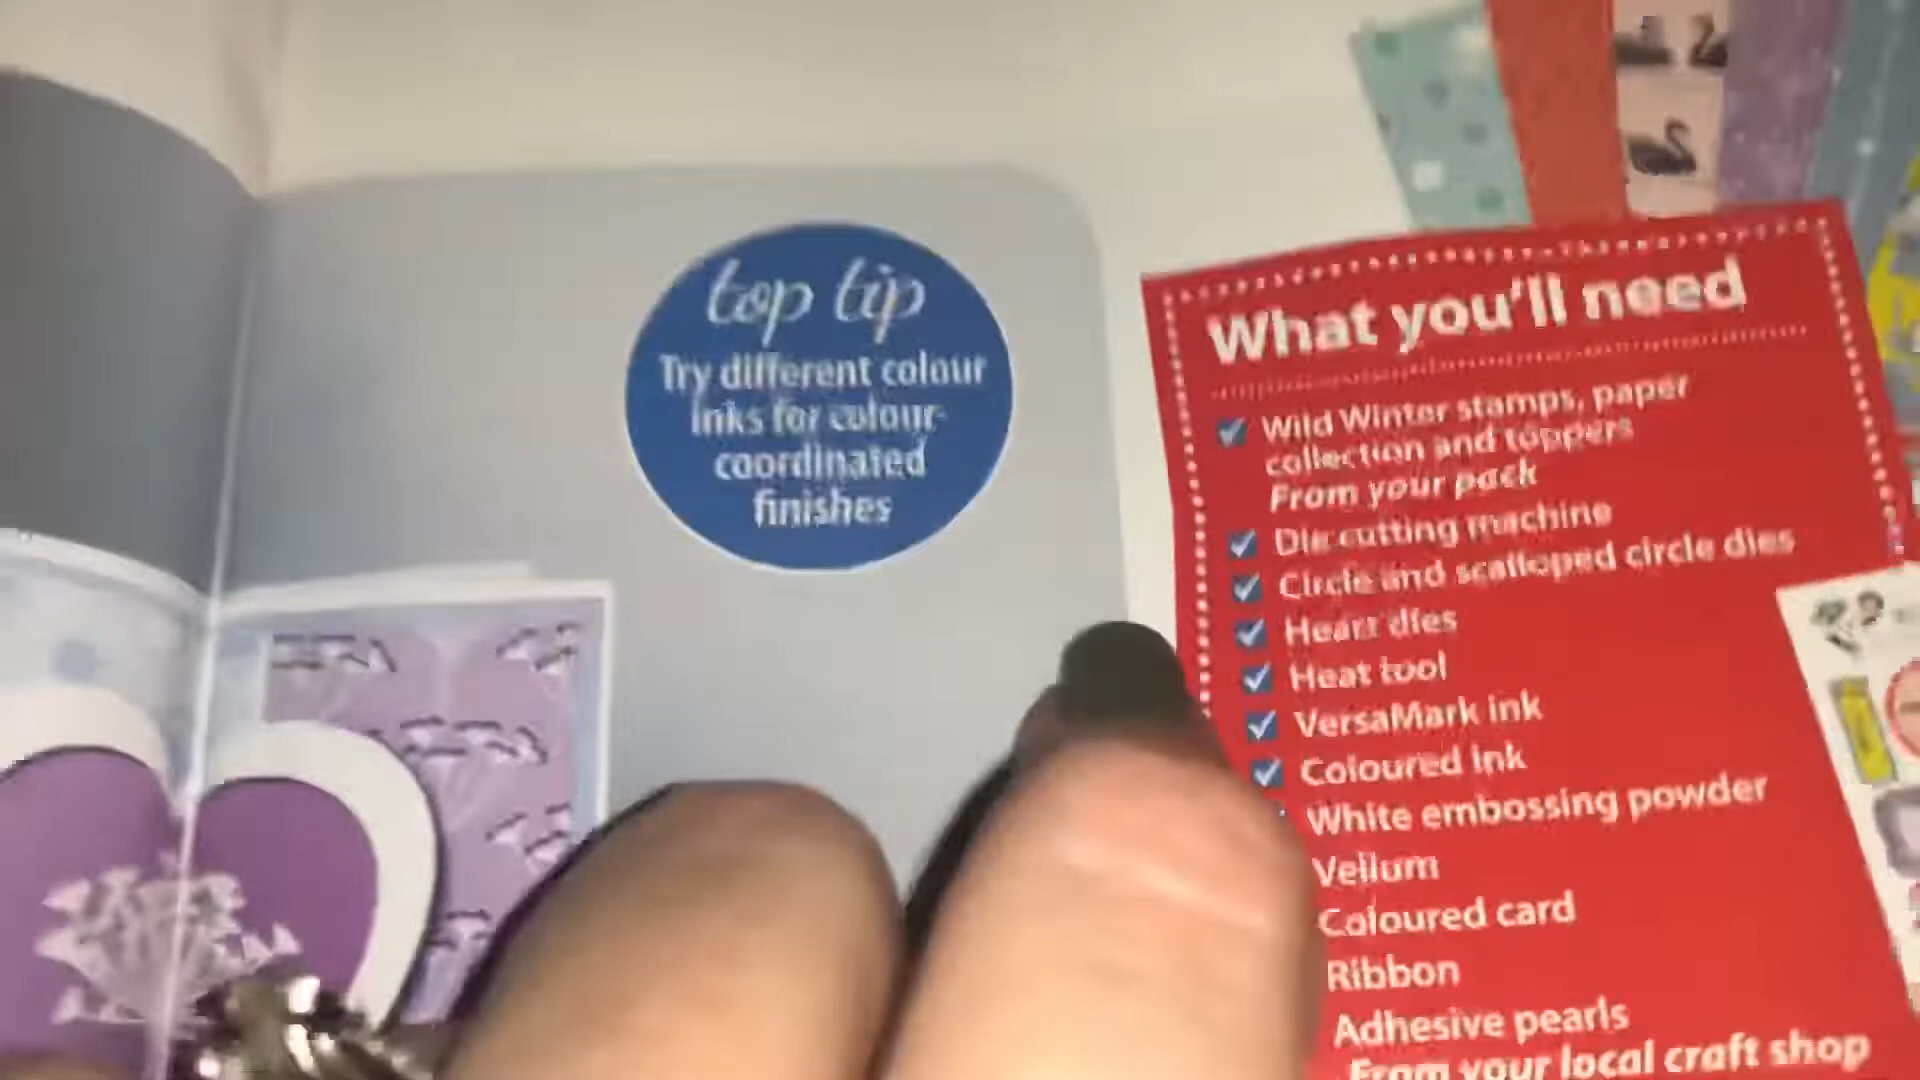 top tip
Try different colour
inks for colour-
coordinated
finishes
What you'll need
Wild Winter stamps, paper
collection and toppers
From your pack
Die-cutting machine
Circle and scalloped circle dies
Heart dies
Heat tool
VersaMark ink
Coloured ink
White embossing powder
Vellum
Coloured card
Ribbon
Adhesive pearls
From your local craft shop